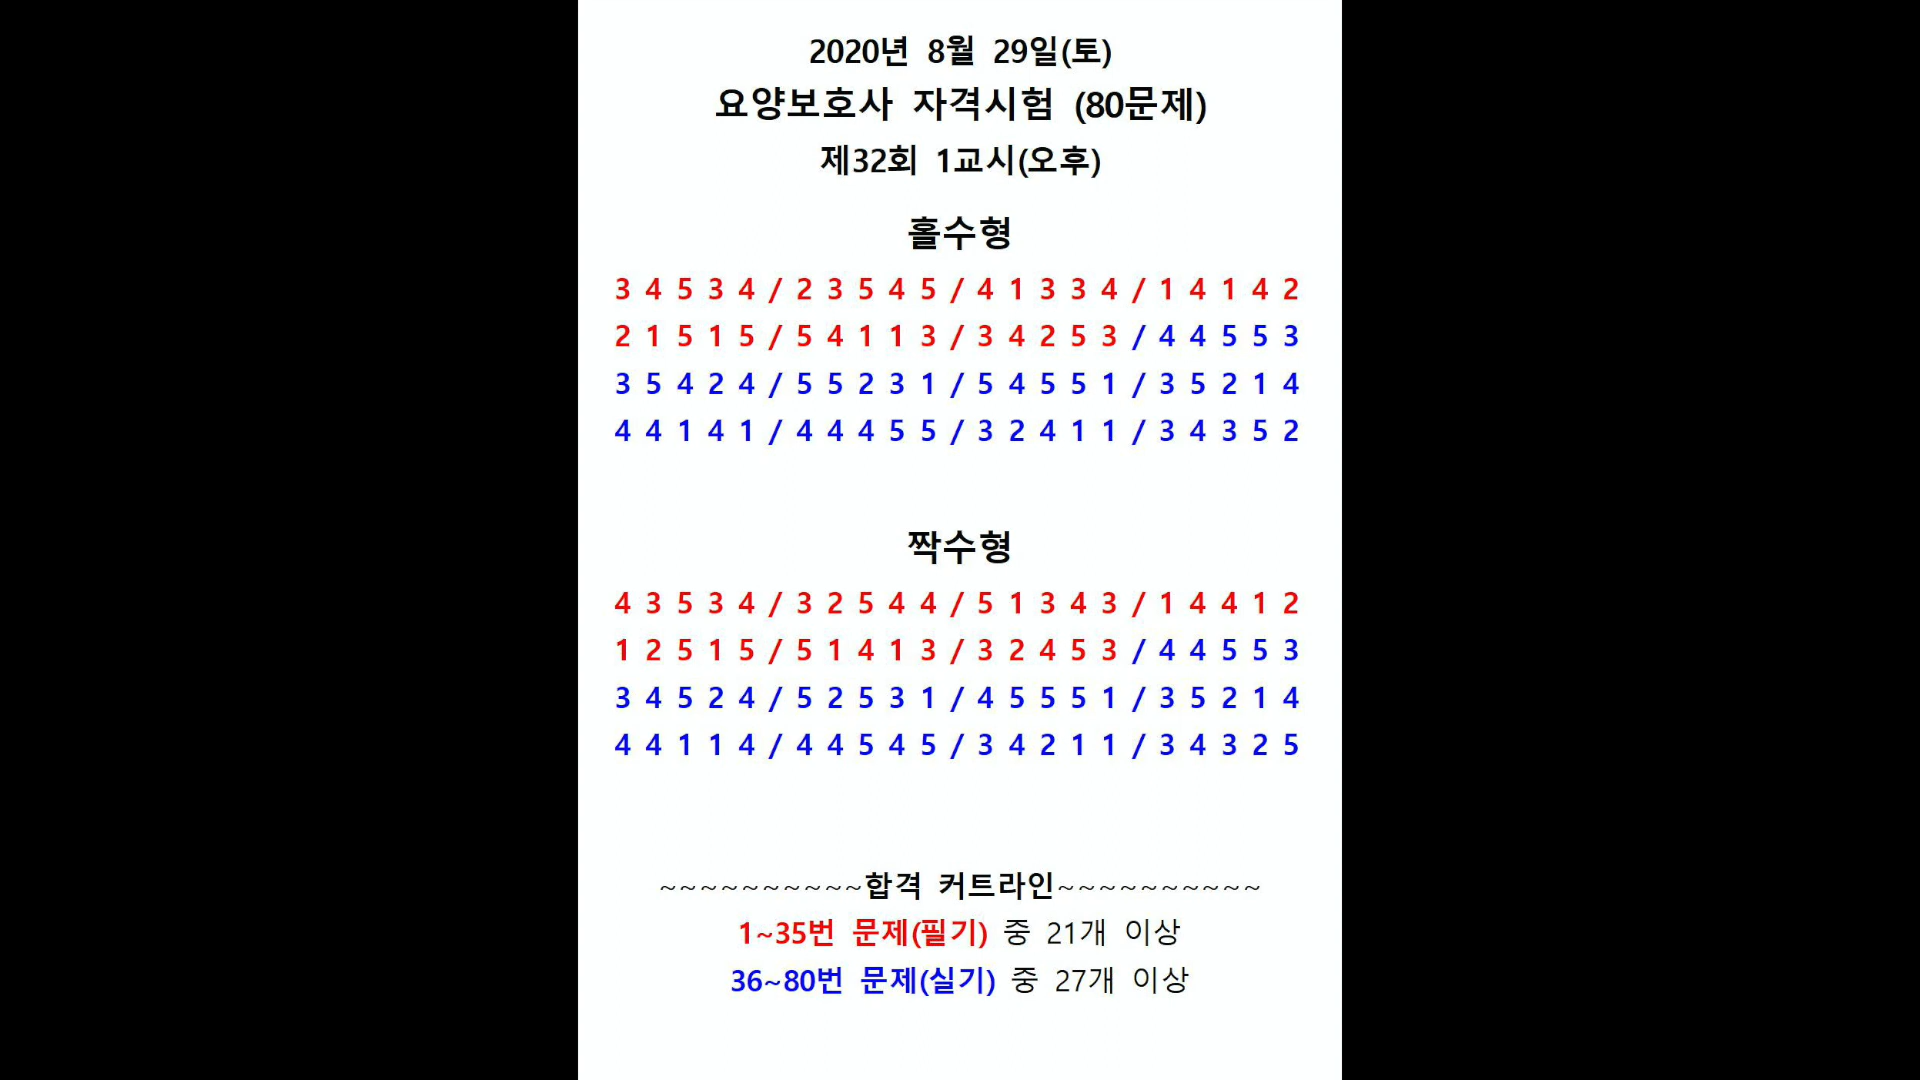 2020년 8월 29일(토)
요양보호사 자격시험 (80문제)
제32회 1교시(오후)
홀수형
3 4 5 3 4 / 2 3 5 4 5 / 4 1 3 3 4 / 1 4 1 4 2
2 1 5 1 5 / 5 4 1 1 3 / 3 4 2 5 3 / 4 4 5 5 3
3 5 4 2 4 / 5 5 2 3 1 / 5 4 5 5 1 / 3 5 2 1 4
4 4 1 4 1 / 4 4 4 5 5 / 3 2 4 1 1 / 3 4 3 5 2
짝수형
4 3 5 3 4 / 3 2 5 4 4 / 5 1 3 4 3 / 1 4 4 1 2
1 2 5 1 5 / 5 1 4 1 3 / 3 2 4 5 3 / 4 4 5 5 3
3 4 5 2 4 / 5 2 5 3 1 / 4 5 5 5 1 / 3 5 2 1 4
4 4 1 1 4 / 4 4 5 4 5 / 3 4 2 1 1 / 3 4 3 2 5
~~~~~~~~~~합격 커트라인~~~~~~~~~~
1~35번 문제(필기) 중 21개 이상
36~80번 문제(실기) 중 27개 이상